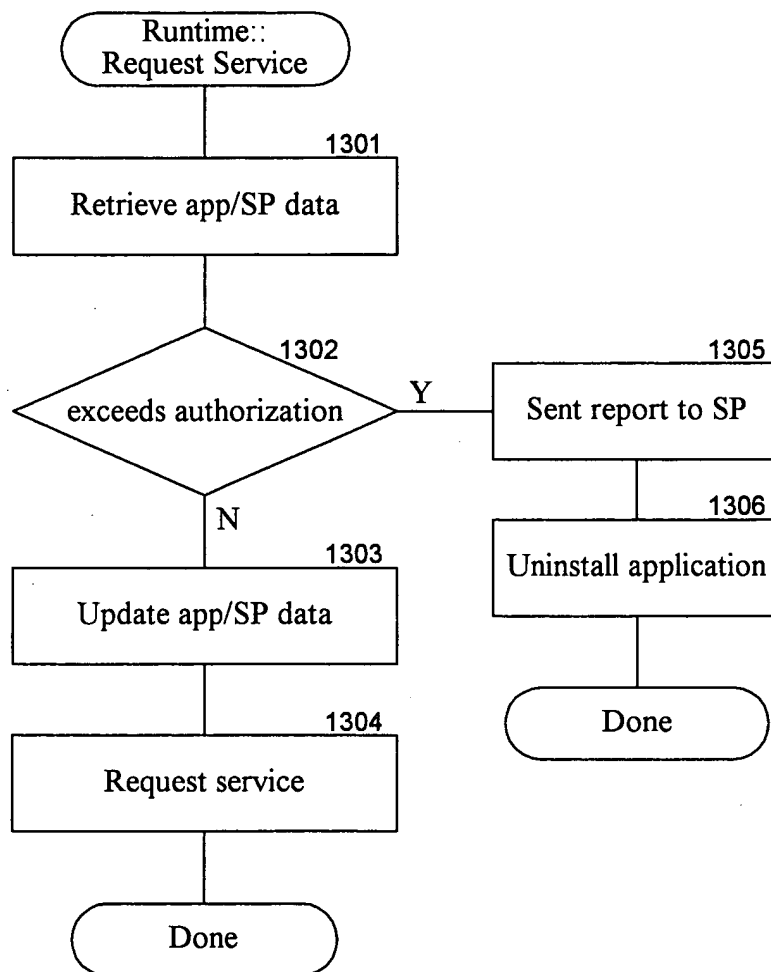 Runtime::
Request Service
1301
Retrieve app/SP data
1302
exceeds authorization
Y
N
1303
Update app/SP data
1304
Request service
Done
1305
Sent report to SP
1306
Uninstall application
Done